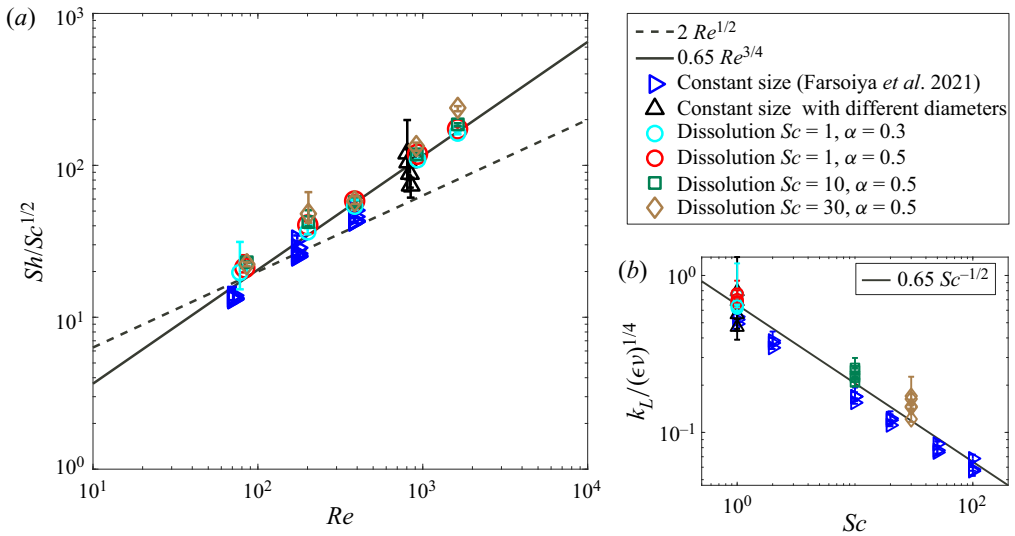 (a)
10^3
10^2
10^1
10^0
Sh/Sc^{1/2}
10^1
10^2
10^3
10^4
Re
2 Re^{1/2}
0.65 Re^{3/4}
Constant size (Farsoiya et al. 2021)
Constant size with different diameters
Dissolution Sc = 1, α = 0.3
Dissolution Sc = 1, α = 0.5
Dissolution Sc = 10, α = 0.5
Dissolution Sc = 30, α = 0.5
(b)
10^0
10^{-1}
k_L/(ϵν)^{1/4}
0.65 Sc^{-1/2}
10^0
10^2
Sc